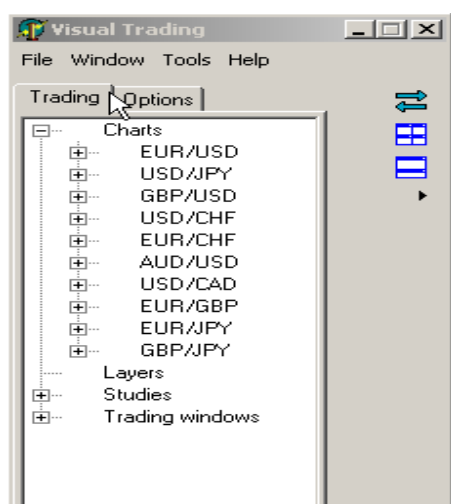 Visual Trading
File Window Tools Help
Trading Options
Charts
EUR/USD
USD/JPY
GBP/USD
USD/CHF
EUR/CHF
AUD/USD
USD/CAD
EUR/GBP
EUR/JPY
GBP/JPY
Layers
Studies
Trading windows